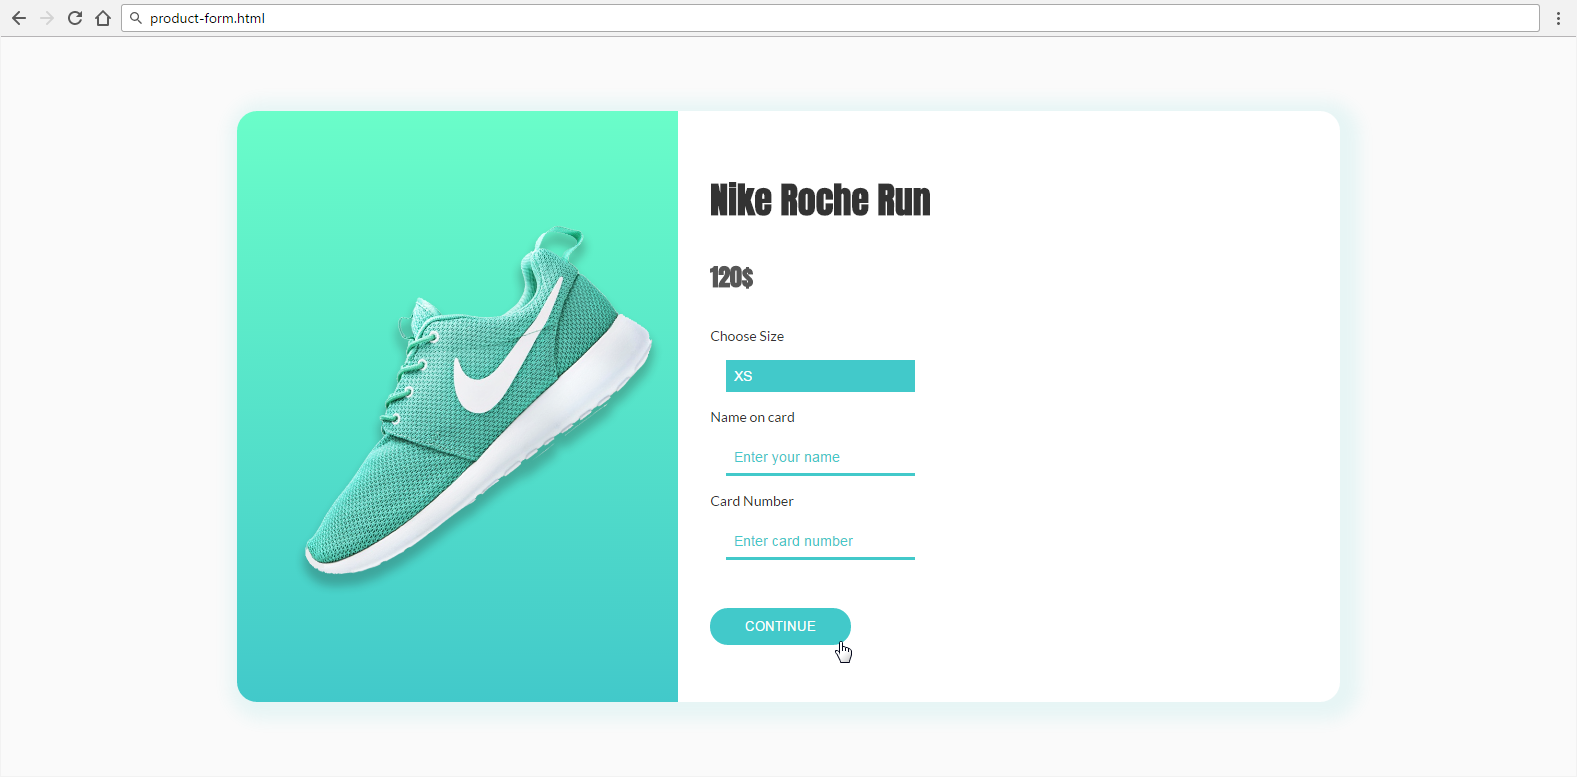 product-form.html
Nike Roche Run
120$
Choose Size
XS
Name on card
Enter your name
Card Number
Enter card number
CONTINUE